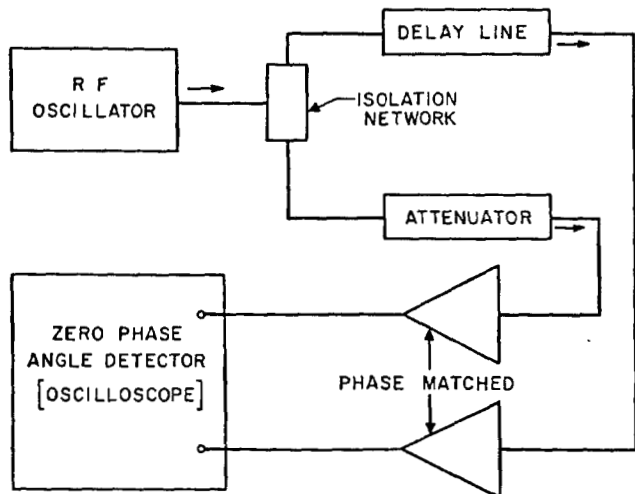 R F
OSCILLATOR
DELAY LINE
ISOLATION
NETWORK
ATTENUATOR
ZERO PHASE
ANGLE DETECTOR
[OSCILLOSCOPE]
PHASE MATCHED